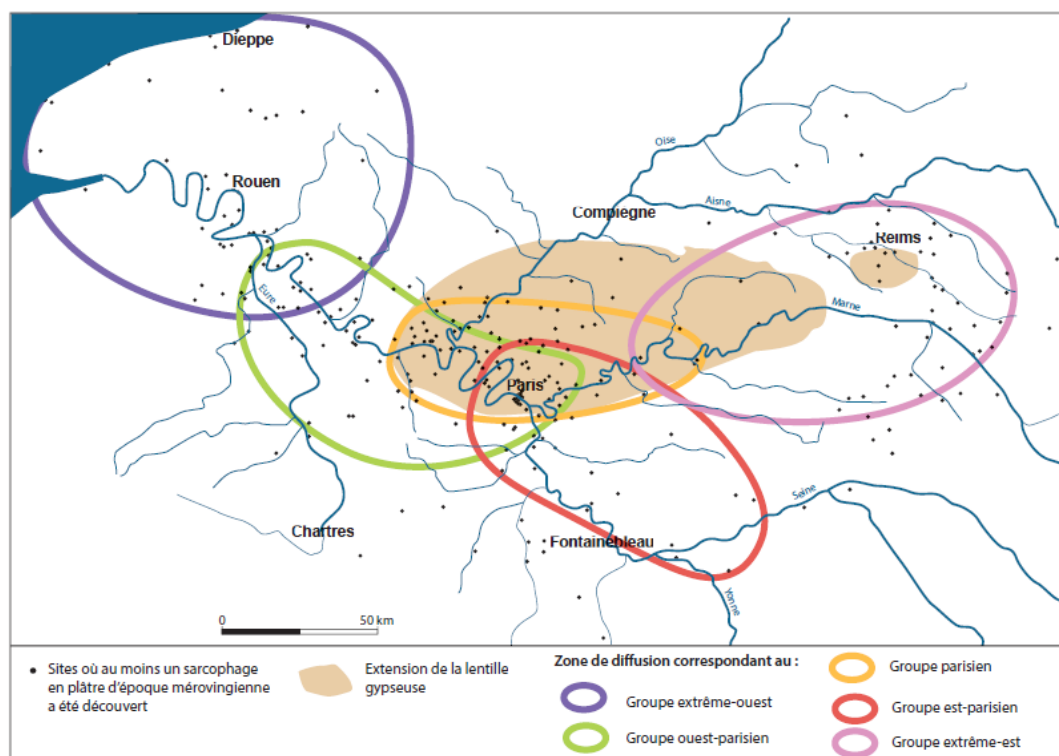 Dieppe
Oise
Rouen
Compiegne
Aisne
Reims
Eure
Marne
Paris
Seine
Chartres
Fontainebleau
Yonne
0 50 km
Sites où au moins un sarcophage
en plâtre d'époque mérovingienne
a été découvert
Extension de la lentille
gypseuse
Zone de diffusion correspondant au :
Groupe extrême-ouest
Groupe ouest-parisien
Groupe parisien
Groupe est-parisien
Groupe extrême-est